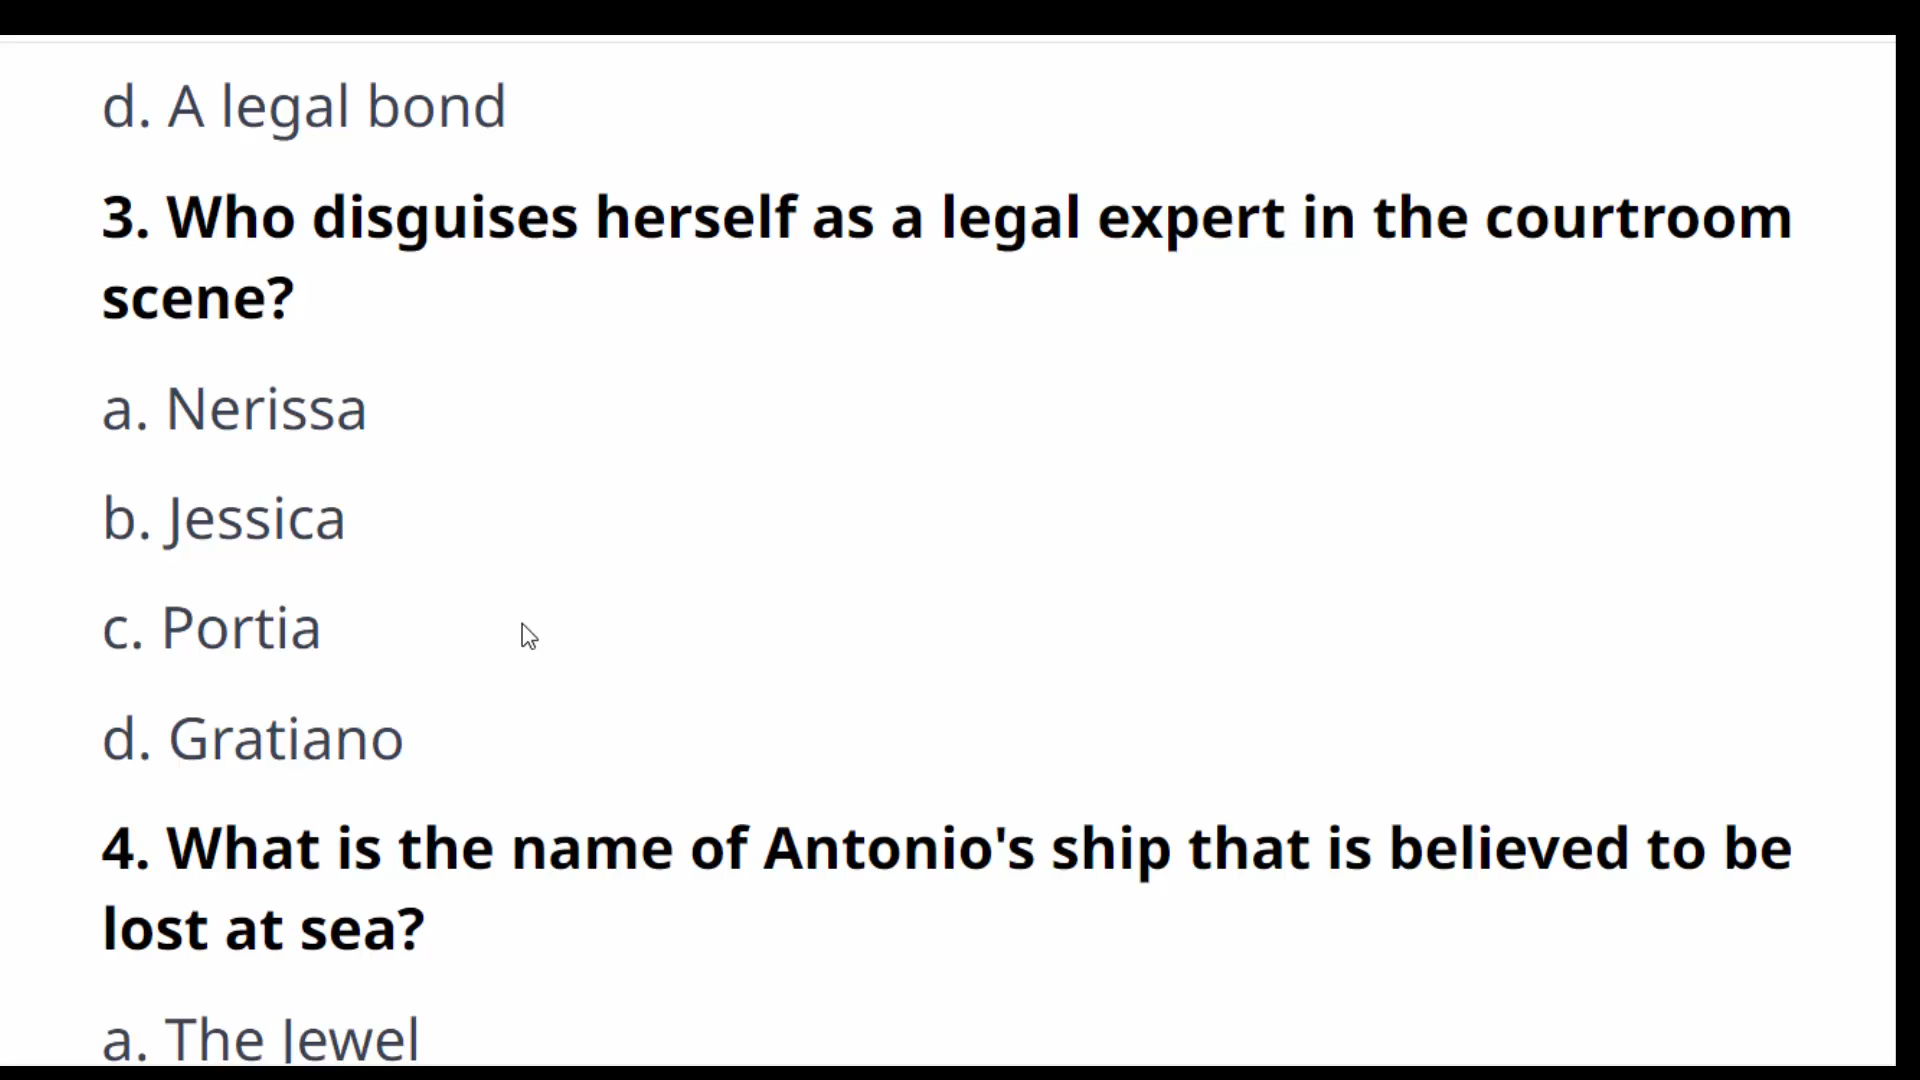 d. A legal bond
3. Who disguises herself as a legal expert in the courtroom
scene?
a. Nerissa
b. Jessica
c. Portia
d. Gratiano
4. What is the name of Antonio's ship that is believed to be
lost at sea?
a. The Jewel